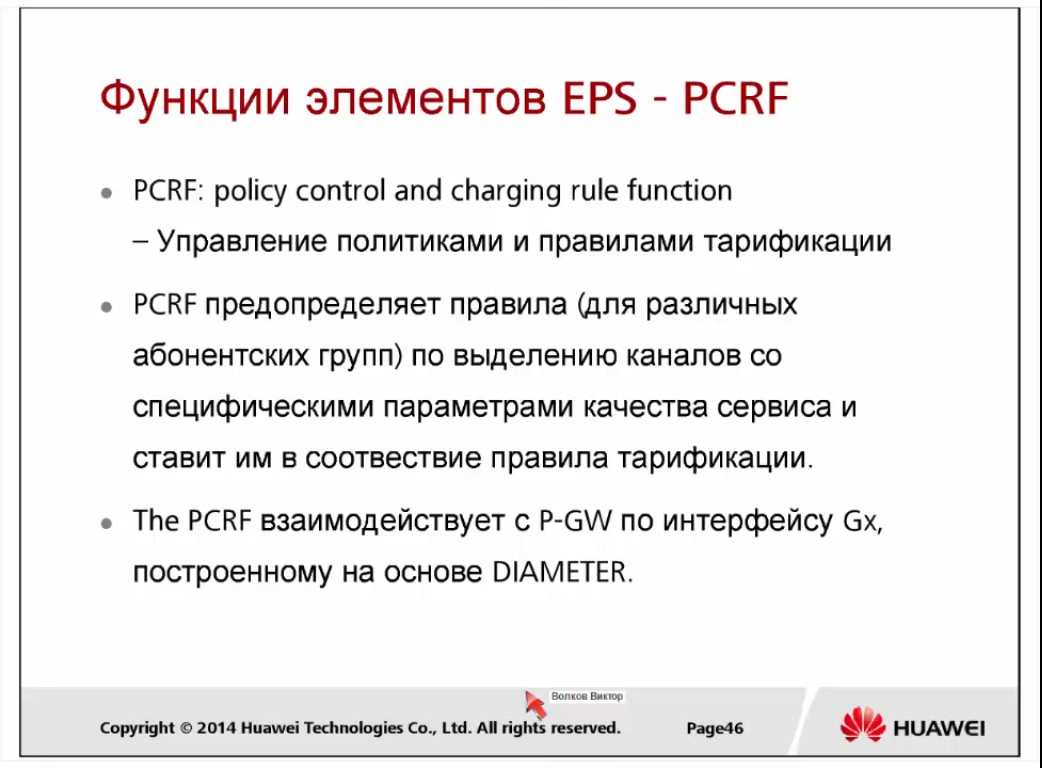 Функции элементов EPS - PCRF
PCRF: policy control and charging rule function
– Управление политиками и правилами тарификации
PCRF предопределяет правила (для различных
абонентских групп) по выделению каналов со
специфическими параметрами качества сервиса и
ставит им в соотвествие правила тарификации.
The PCRF взаимодействует с P-GW по интерфейсу Gx,
построенному на основе DIAMETER.
Волков Виктор
Copyright © 2014 Huawei Technologies Co., Ltd. All rights reserved.
Page46
HUAWEI